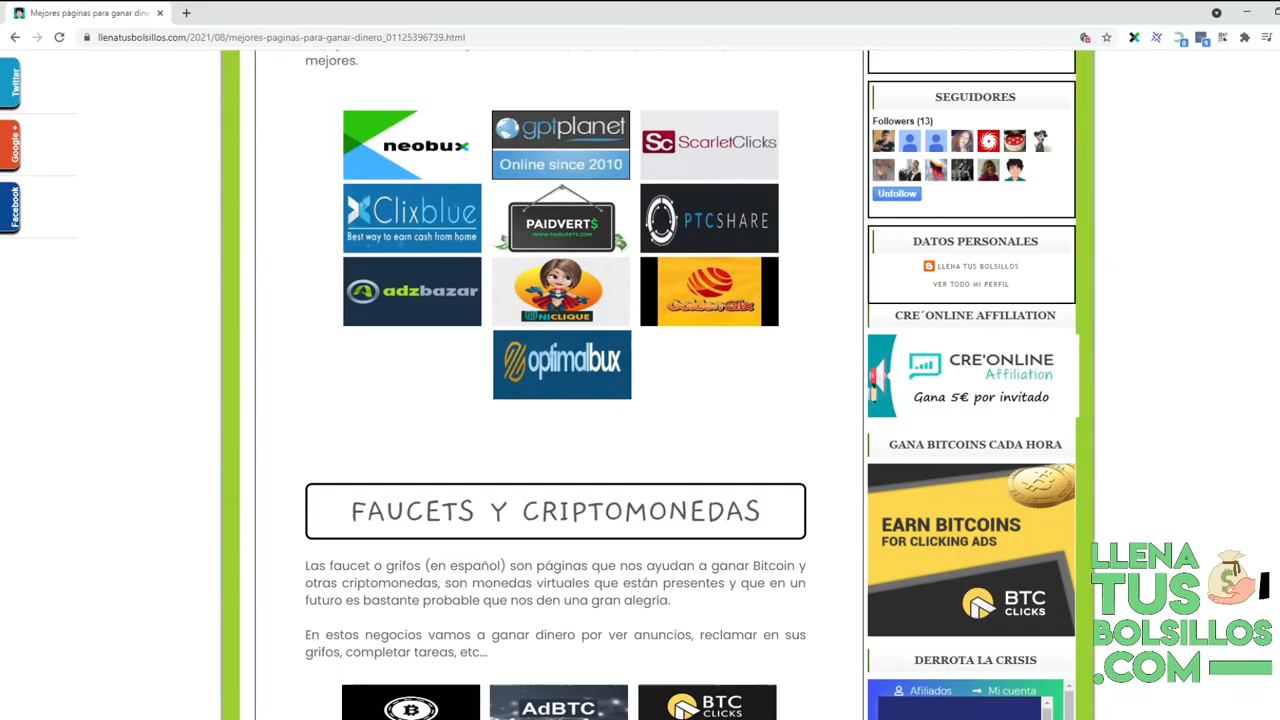 Mejores páginas para ganar dine
llenatusbolsillos.com/2021/08/mejores-paginas-para-ganar-dinero_01125396739.html
Twitter
Google +
Facebook
mejores.
neobux
gptplanet
Online since 2010
Sc ScarletClicks
Clixblue
Best way to earn cash from home
PAIDVERT$
WWW.PAIDVERTS.COM
PTCSHARE
adzbazar
UNICLIQUE
GoldenClix
optimalbux
FAUCETS Y CRIPTOMONEDAS
Las faucet o grifos (en español) son páginas que nos ayudan a ganar Bitcoin y
otras criptomonedas, son monedas virtuales que están presentes y que en un
futuro es bastante probable que nos den una gran alegría.
En estos negocios vamos a ganar dinero por ver anuncios, reclamar en sus
grifos, completar tareas, etc...
AdBTC
BTC
CLICKS
SEGUIDORES
Followers (13)
Unfollow
DATOS PERSONALES
LLENA TUS BOLSILLOS
VER TODO MI PERFIL
CRE´ONLINE AFFILIATION
CRE'ONLINE
Affiliation
Gana 5€ por invitado
GANA BITCOINS CADA HORA
EARN BITCOINS
FOR CLICKING ADS
BTC
CLICKS
DERROTA LA CRISIS
Afiliados
Mi cuenta
LLENA
TUS
BOLSILLOS
.COM